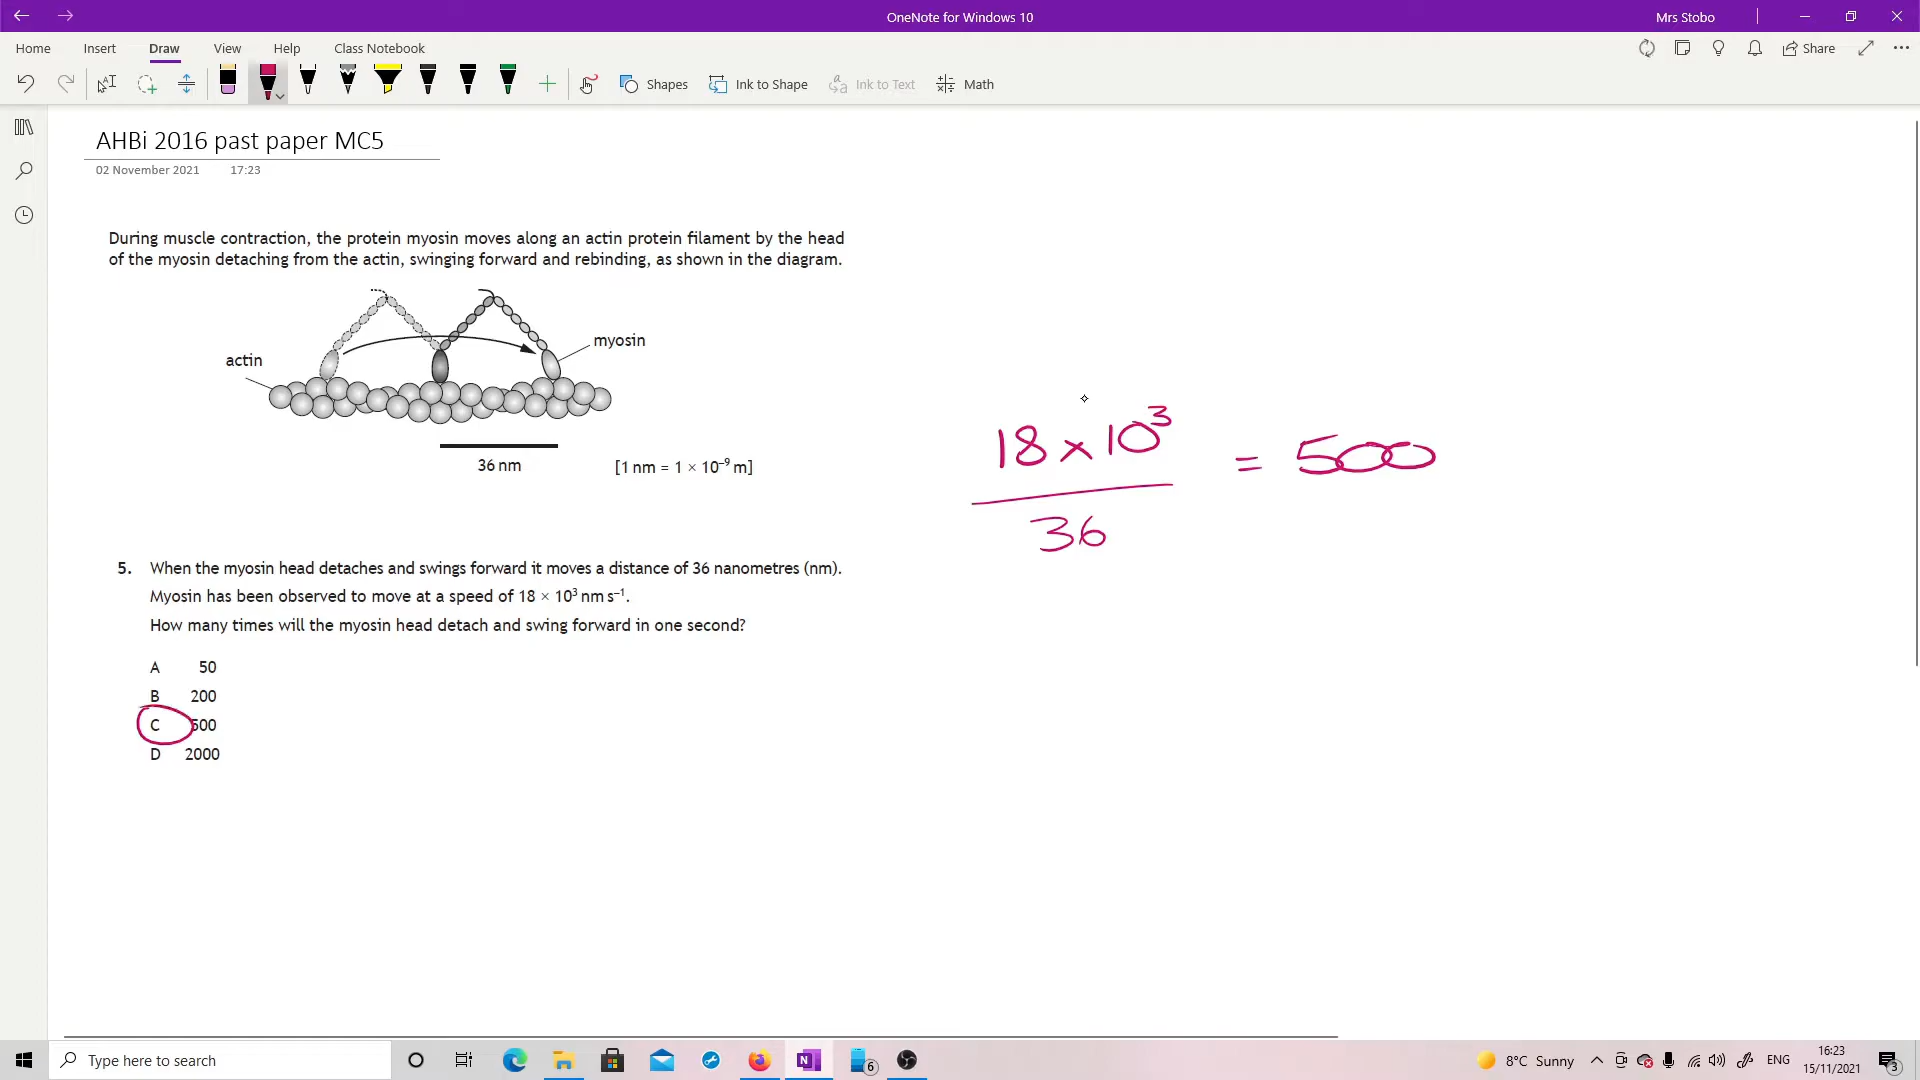 OneNote for Windows 10
Mrs Stobo
Home Insert Draw View Help Class Notebook
Share
Shapes Ink to Shape Ink to Text Math
AHBi 2016 past paper MC5
02 November 2021 17:23
During muscle contraction, the protein myosin moves along an actin protein filament by the head
of the myosin detaching from the actin, swinging forward and rebinding, as shown in the diagram.
myosin
actin
36 nm [1 nm = 1 × 10⁻⁹ m]
18 × 10³
= 500
36
5. When the myosin head detaches and swings forward it moves a distance of 36 nanometres (nm).
Myosin has been observed to move at a speed of 18 × 10³ nm s⁻¹.
How many times will the myosin head detach and swing forward in one second?
A 50
B 200
C 500
D 2000
Type here to search
6
8°C Sunny
ENG
16:23
15/11/2021
3